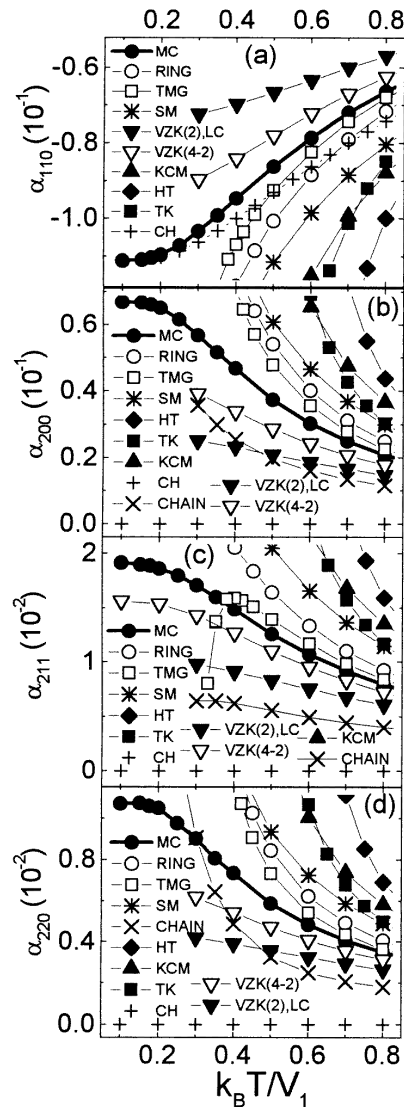 0.2 0.4 0.6 0.8
(a)
MC
RING
TMG
SM
VZK(2),LC
VZK(4-2)
KCM
HT
TK
CH
-0.6
-0.8
-1.0
α110 (10-1)
(b)
MC
RING
TMG
SM
HT
TK
KCM
CH
CHAIN
VZK(2),LC
VZK(4-2)
0.6
0.4
0.2
0.0
α200 (10-1)
(c)
MC
RING
TMG
SM
HT
TK
CH
VZK(2),LC
VZK(4-2)
KCM
CHAIN
2
1
0
α211 (10-2)
(d)
MC
RING
TMG
SM
CHAIN
HT
KCM
TK
CH
VZK(4-2)
VZK(2),LC
0.8
0.4
0.0
α220 (10-2)
0.2 0.4 0.6 0.8
kBT/V1